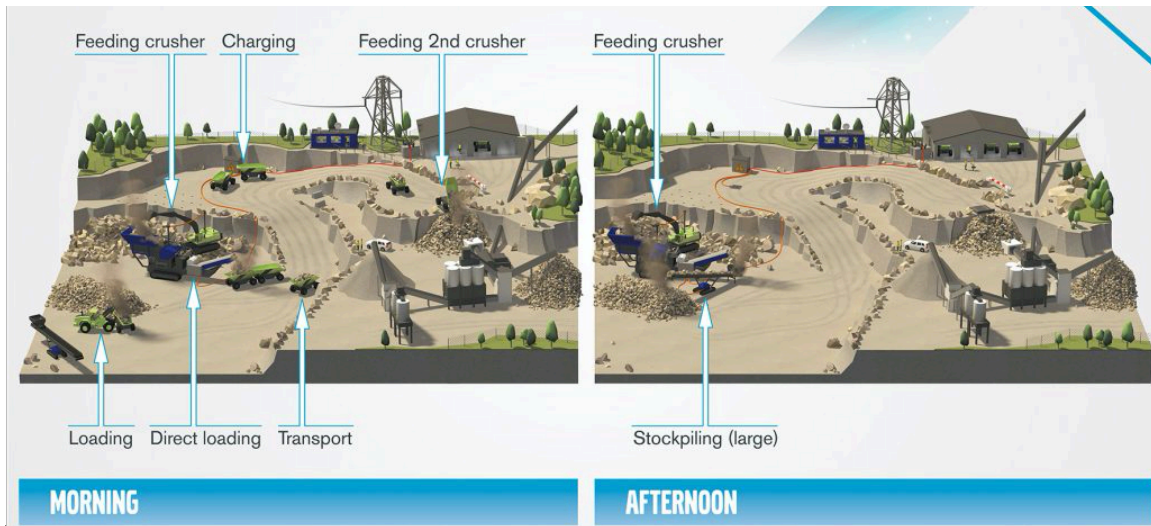 Feeding crusher
Charging
Feeding 2nd crusher
Loading
Direct loading
Transport
MORNING
Feeding crusher
Stockpiling (large)
AFTERNOON